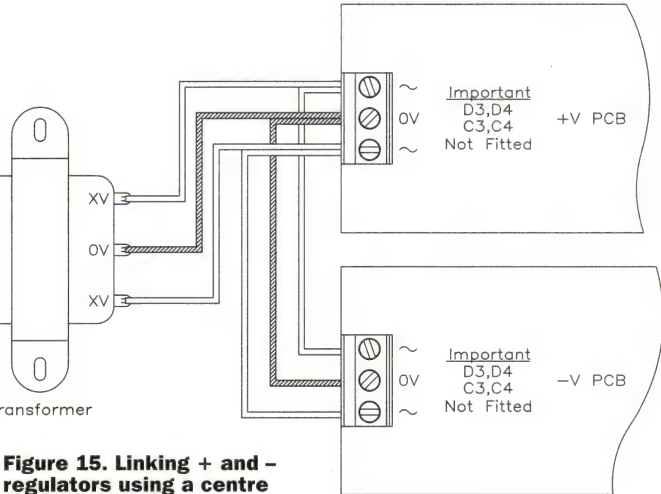 ~
Important
D3,D4
0V
+V PCB
C3,C4
~
Not Fitted
XV
0V
XV
~
Important
D3,D4
0V
-V PCB
C3,C4
~
Not Fitted
ransformer
Figure 15. Linking + and –
regulators using a centre